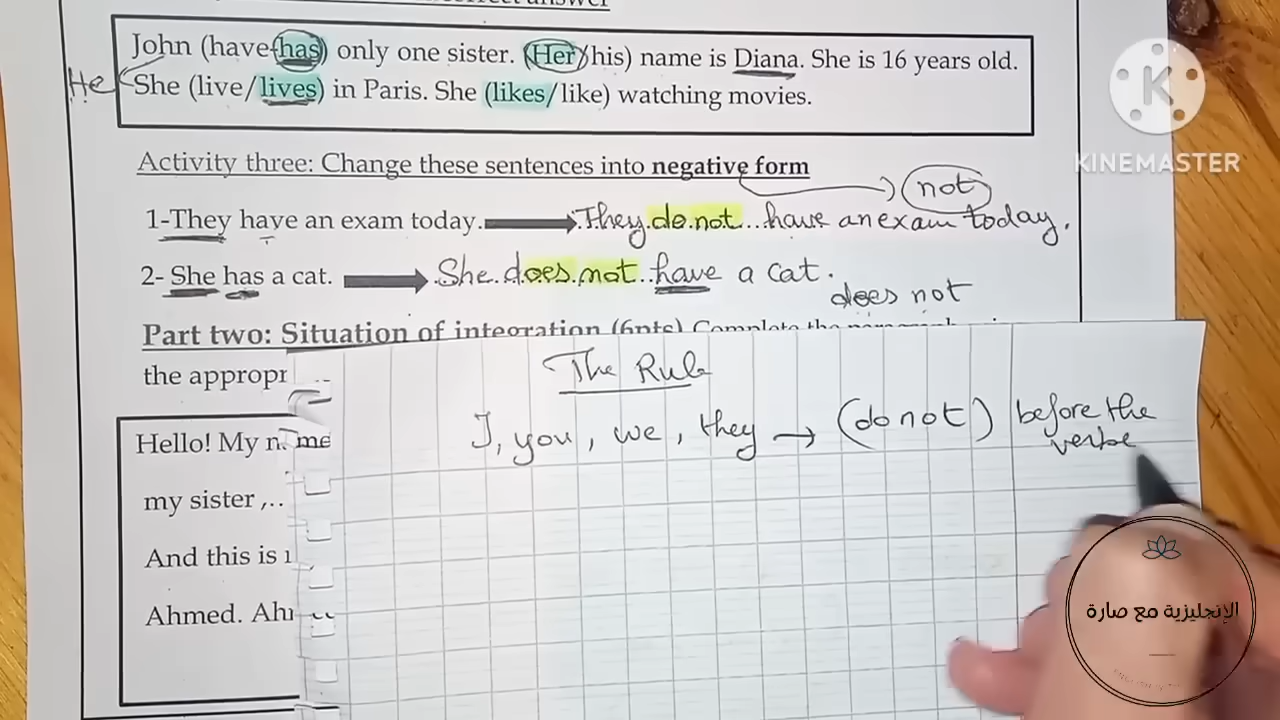 John (have-has) only one sister. (Her/his) name is Diana. She is 16 years old.
He
She (live/lives) in Paris. She (likes/like) watching movies.
KINEMASTER
Activity three: Change these sentences into negative form
not
1-They have an exam today. They do not have an exam today.
2- She has a cat. She does not have a cat.
does not
Part two: Situation of integration (6pts) Complete the
the appropr
The Rule
I, you, we, they → (do not) before the
verbe
Hello! My
my sister ,..
And this is
Ahmed.
الإنجليزية مع صارة